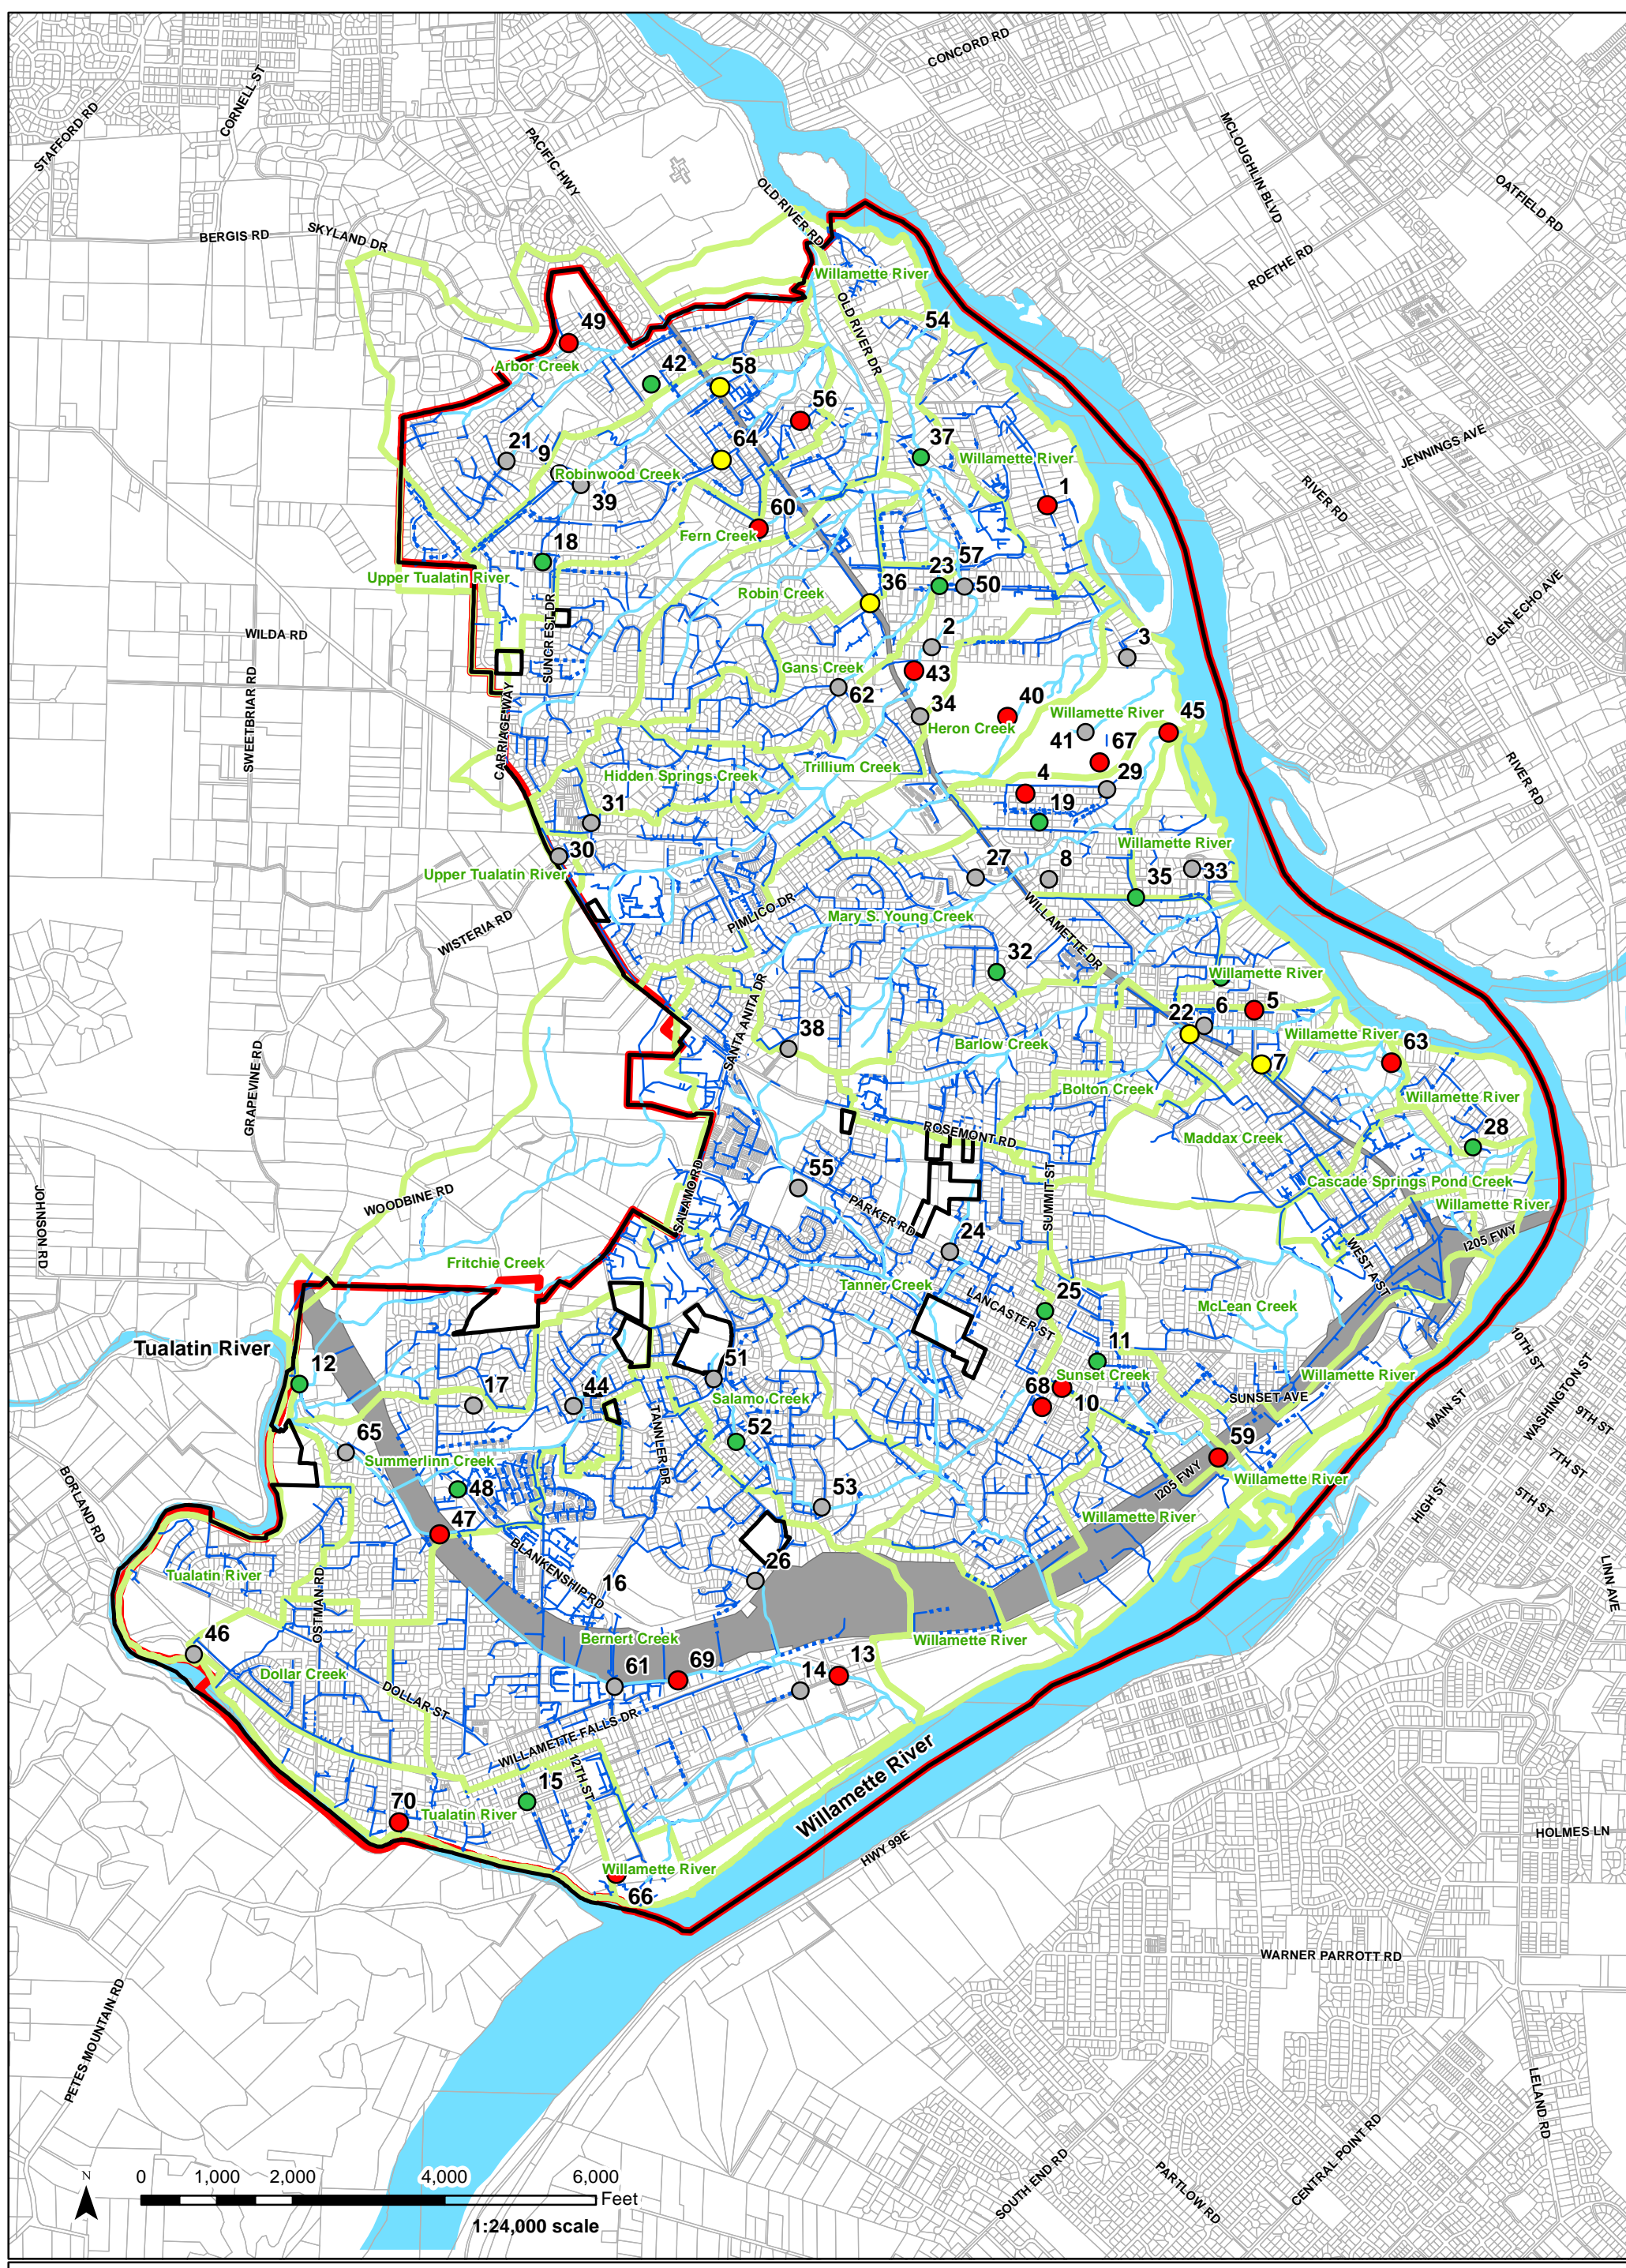 CONCORD RD
CORNELL ST
STAFFORD RD
PACIFIC HWY
MCLOUGHLIN BLVD
OATFIELD RD
OLD RIVER RD
BERGIS RD
SKYLAND DR
ROETHE RD
Willamette River
OLD RIVER DR
54
49
Arbor Creek
42
58
56
64
37
JENNINGS AVE
21
9
Robinwood Creek
Willamette River
39
1
RIVER RD
60
Fern Creek
18
57
Upper Tualatin River
23
50
36
Robin Creek
GLEN ECHO AVE
WILDA RD
SUNCREST DR
2
3
Gans Creek
43
SWEETBRIAR RD
62
40
34
Willamette River
45
CARRIAGE WAY
Heron Creek
41
67
Trillium Creek
Hidden Springs Creek
4
29
RIVER RD
31
19
30
Willamette River
27
8
33
Upper Tualatin River
35
PIMLICO DR
Mary S. Young Creek
WISTERIA RD
WILLAMETTE DR
32
Willamette River
SANTA ANITA DR
5
22
6
38
Willamette River
Barlow Creek
63
7
GRAPEVINE RD
Bolton Creek
Willamette River
ROSEMONT RD
28
Maddax Creek
55
Cascade Springs Pond Creek
SUMMIT ST
JOHNSON RD
WOODBINE RD
SALAMO RD
PARKER RD
Willamette River
24
I205 FWY
Fritchie Creek
WEST A ST
Tanner Creek
LANCASTER ST
25
McLean Creek
Tualatin River
11
10TH ST
12
51
Sunset Creek
Willamette River
WASHINGTON ST
17
44
Salamo Creek
68
10
SUNSET AVE
MAIN ST
9TH ST
65
TANNLER DR
52
59
7TH ST
Summerlinn Creek
I205 FWY
Willamette River
BORLAND RD
48
53
HIGH ST
5TH ST
47
Willamette River
BLANKENSHIP RD
26
Tualatin River
16
LINN AVE
OSTMAN RD
46
Bernert Creek
Willamette River
Dollar Creek
61
69
14
13
DOLLAR ST
WILLAMETTE FALLS DR
12TH ST
15
Willamette River
70
Tualatin River
HWY 99E
HOLMES LN
Willamette River
66
WARNER PARROTT RD
PETES MOUNTAIN RD
LELAND RD
CENTRAL POINT RD
SOUTH END RD
PARTLOW RD
N
0 1,000 2,000 4,000 6,000
Feet
1:24,000 scale